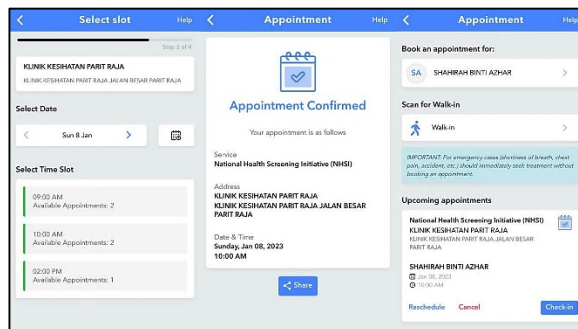 Select slot
Help
Step 3 of 4
KLINIK KESIHATAN PARIT RAJA
KLINIK KESIHATAN PARIT RAJA JALAN BESAR PARIT RAJA
Select Date
Sun 8 Jan
Select Time Slot
09:00 AM
Available Appointments: 2
10:00 AM
Available Appointments: 2
02:00 PM
Available Appointments: 1
Appointment
Help
Appointment Confirmed
Your appointment is as follows
Service
National Health Screening Initiative (NHSI)
Address
KLINIK KESIHATAN PARIT RAJA
KLINIK KESIHATAN PARIT RAJA JALAN BESAR
PARIT RAJA
Date & Time
Sunday, Jan 08, 2023
10:00 AM
Share
Appointment
Help
Book an appointment for:
SA SHAHIRAH BINTI AZHAR
Scan for Walk-in
Walk-in
IMPORTANT: For emergency cases (shortness of breath, chest
pain, accident, etc.) should immediately seek treatment without
booking an appointment.
Upcoming appointments
National Health Screening Initiative (NHSI)
KLINIK KESIHATAN PARIT RAJA
KLINIK KESIHATAN PARIT RAJA JALAN BESAR
PARIT RAJA
SHAHIRAH BINTI AZHAR
Jan 08, 2023
10:00 AM
Reschedule Cancel Check-in